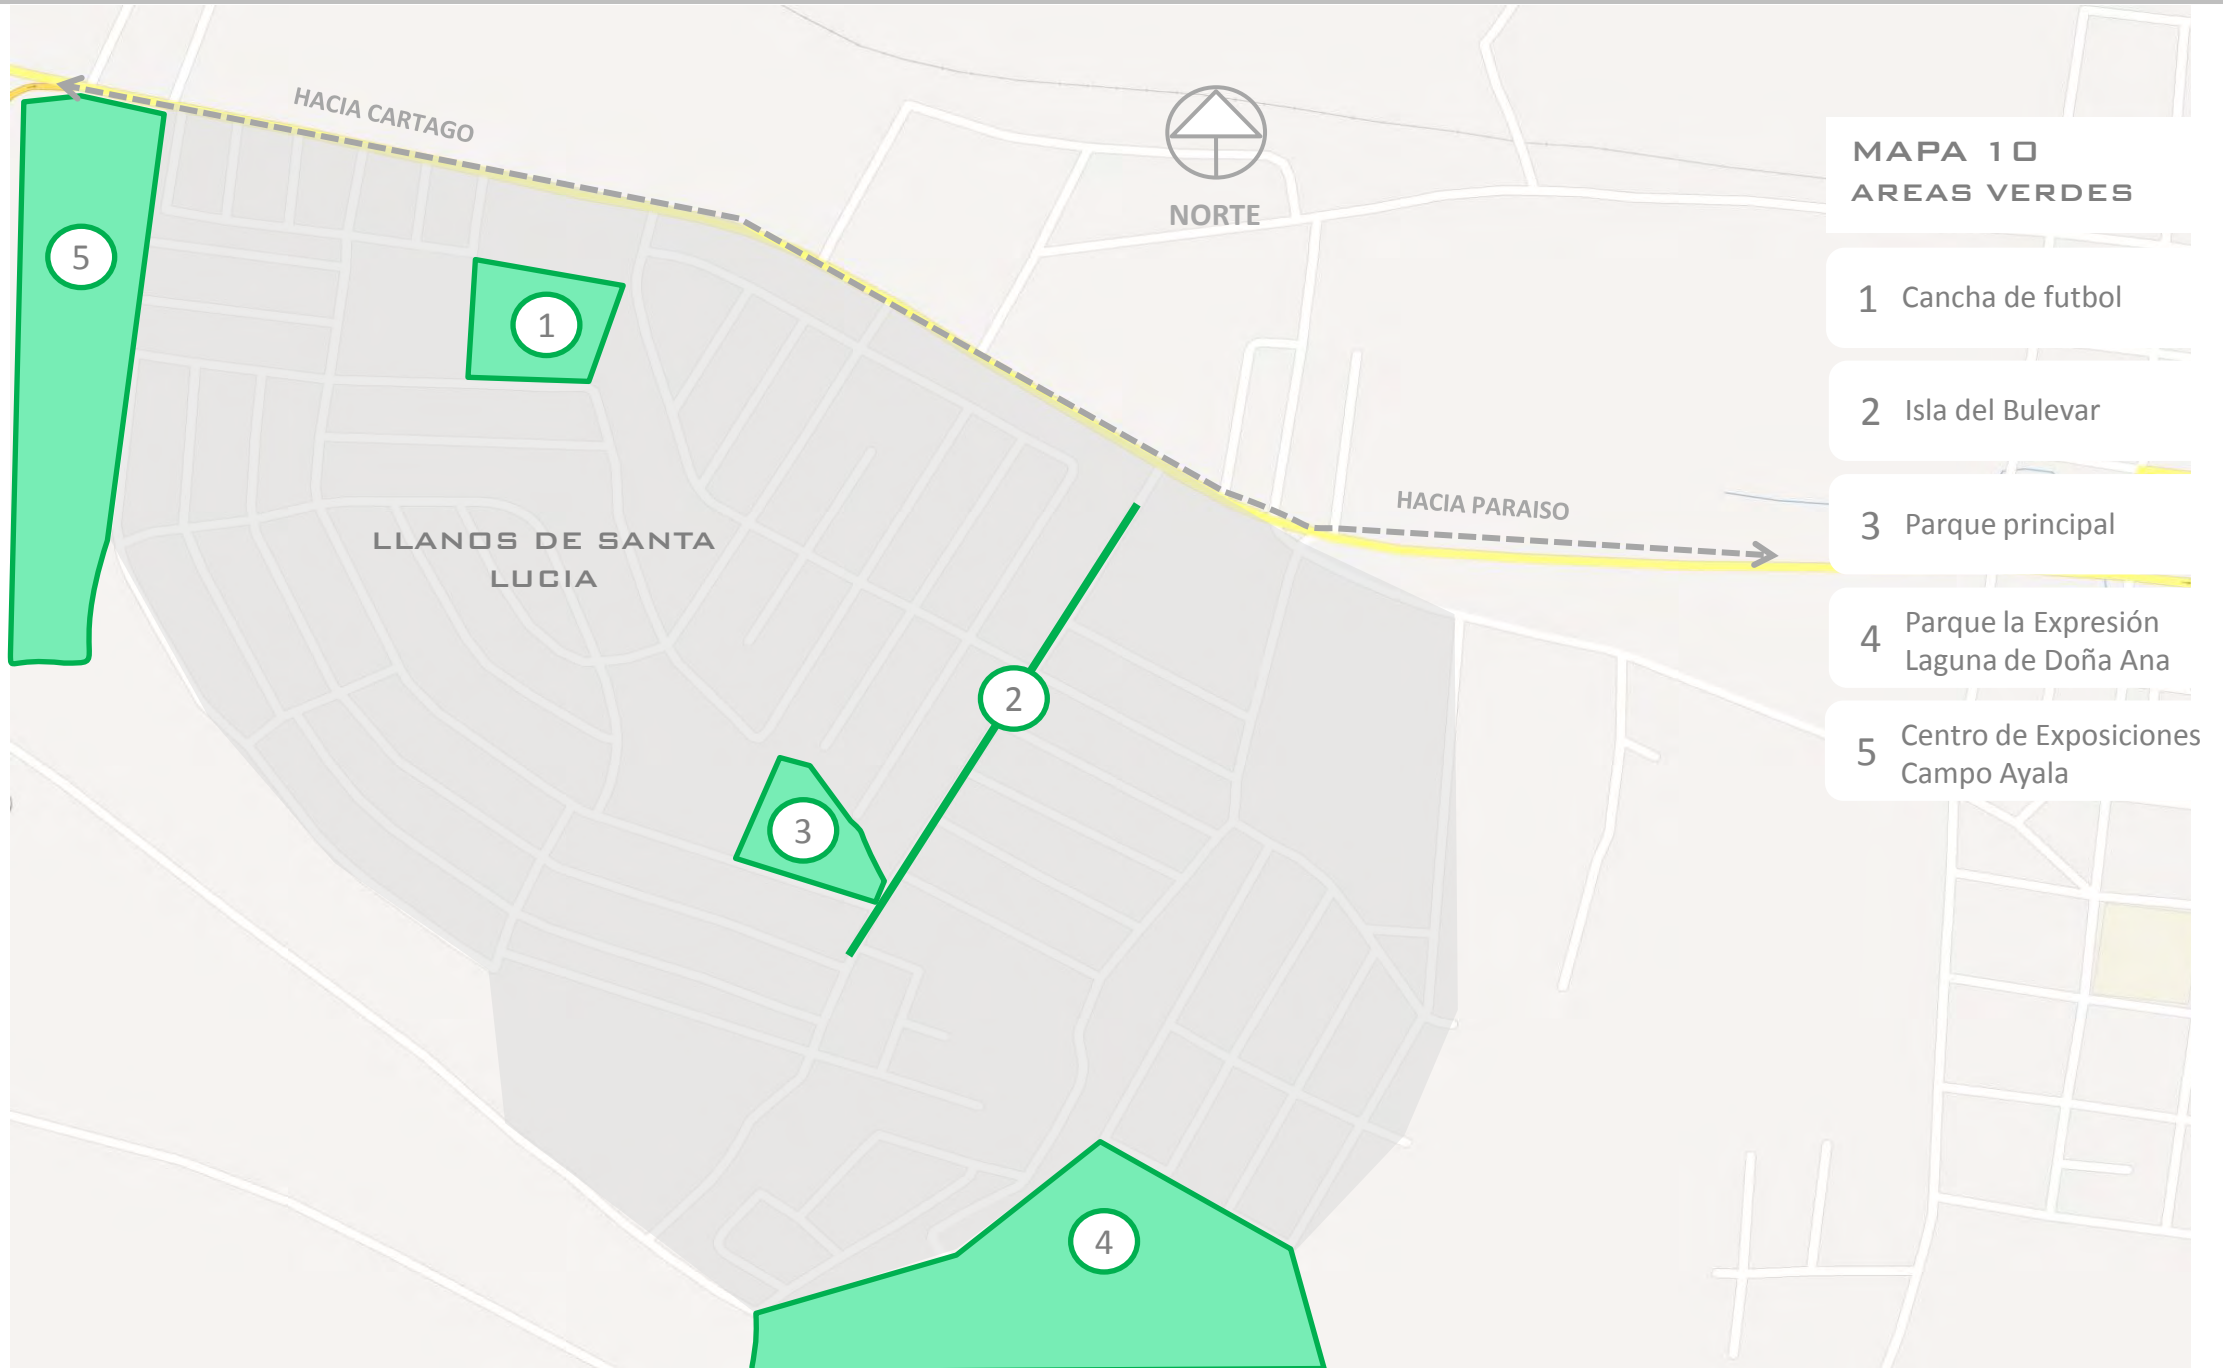 HACIA CARTAGO
NORTE
MAPA 10
AREAS VERDES
5
1
1 Cancha de futbol
2 Isla del Bulevar
HACIA PARAISO
3 Parque principal
LLANOS DE SANTA
LUCIA
4 Parque la Expresión
Laguna de Doña Ana
2
5 Centro de Exposiciones
Campo Ayala
3
4